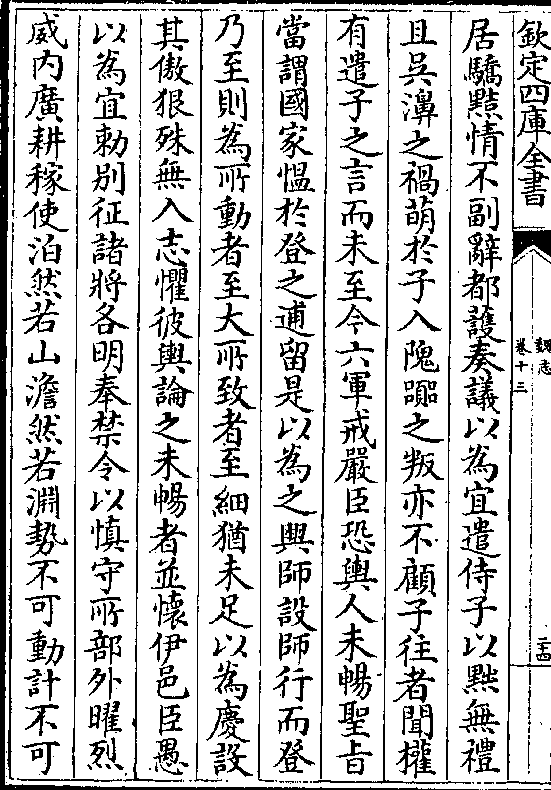 欽定四庫全書
魏志
卷十三
二十四
居驕黠情不副辭都護奏議以為宜遣侍子以黜無禮
且吳濞之禍萌於子入隗嚻之叛亦不顧子往者聞權
有遣子之言而未至今六軍戒嚴臣恐輿人未暢聖旨
當謂國家愠於登之逋留是以為之興師設師行而登
乃至則為所動者至大所致者至細猶未足以為慶設
其傲狠殊無入志懼彼輿論之未暢者並懷伊邑臣愚
以為宜勅别征諸將各明奉禁令以慎守所部外曜烈
威内廣耕稼使泊然若山澹然若淵勢不可動計不可